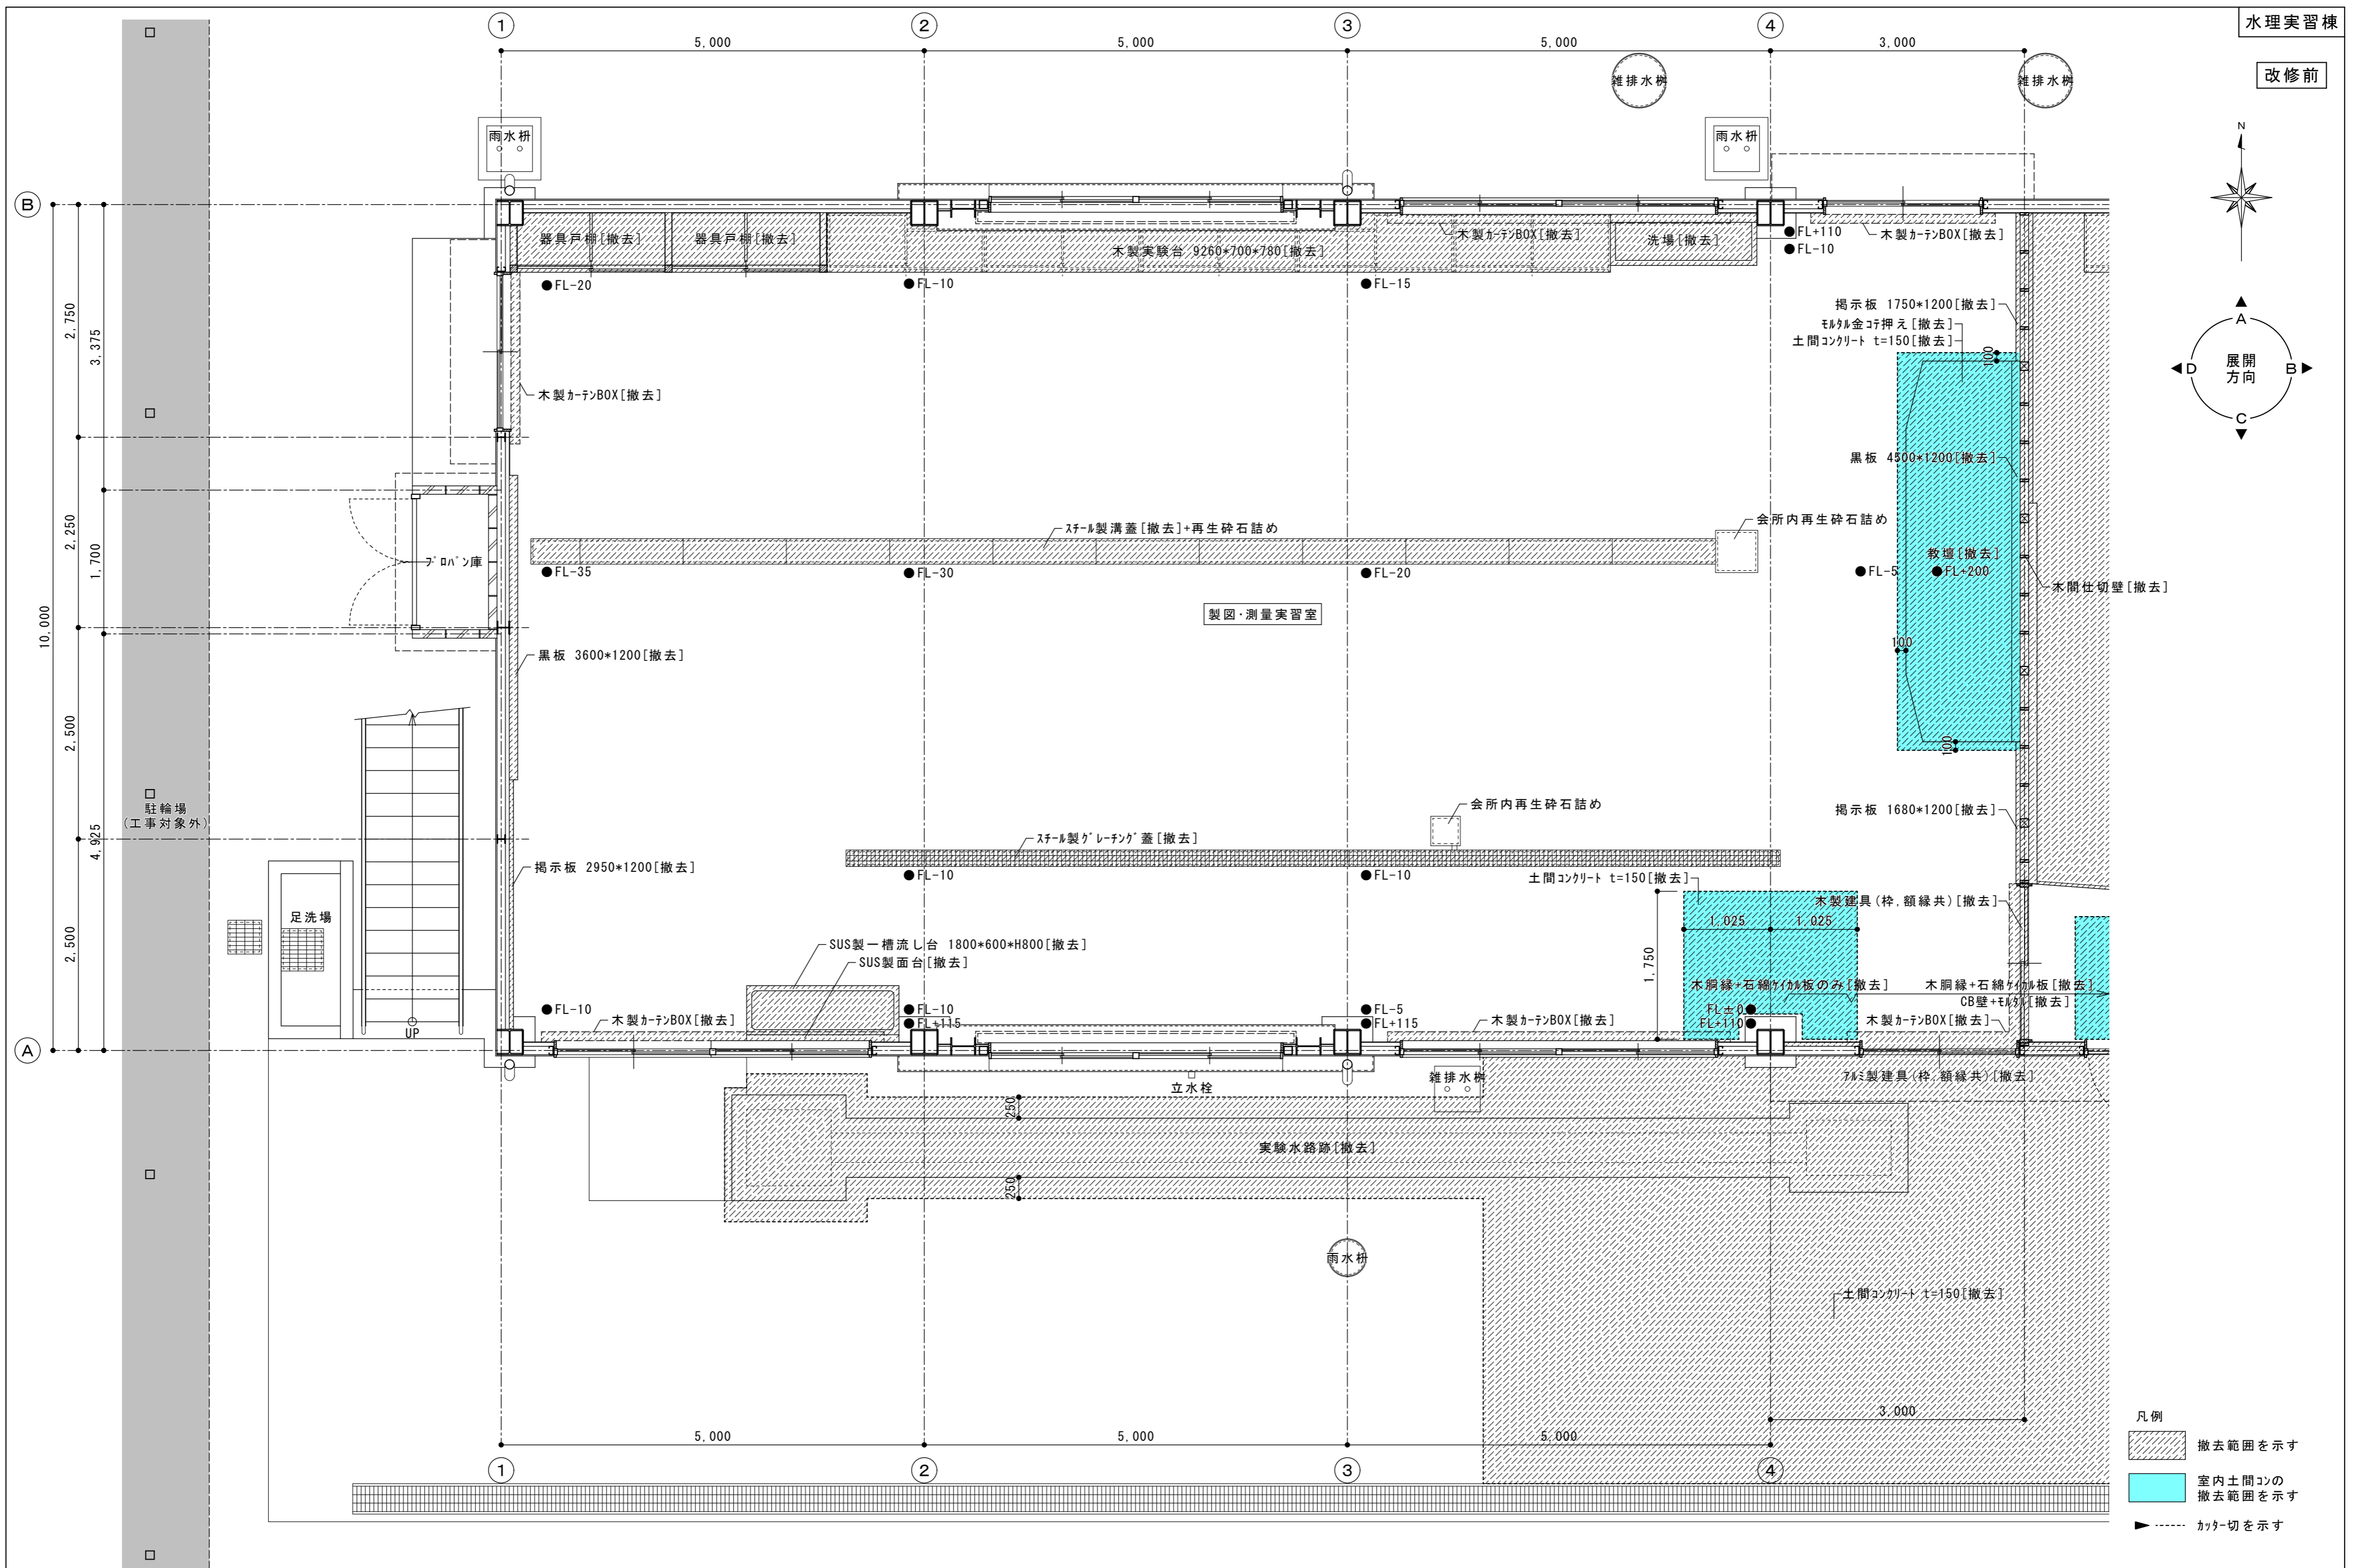 水理実習棟
改修前
① ② ③ ④
5,000 5,000 5,000 3,000
雑排水桝 雑排水桝
雨水枡 雨水枡
N
Ⓑ
器具戸棚[撤去] 器具戸棚[撤去]
木製実験台 9260*700*780[撤去]
木製ｶｰﾃﾝBOX[撤去]
洗場[撤去]
FL+110
FL-10
木製ｶｰﾃﾝBOX[撤去]
FL-20 FL-10 FL-15
掲示板 1750*1200[撤去]
ﾓﾙﾀﾙ金ｺﾃ押え[撤去]
土間ｺﾝｸﾘｰﾄ t=150[撤去]
100
A
D 展開方向 B
C
2,750
3,375
木製ｶｰﾃﾝBOX[撤去]
黒板 4500*1200[撤去]
2,250
1,700
ﾌﾟﾛﾊﾟﾝ庫
ｽﾁｰﾙ製溝蓋[撤去]+再生砕石詰め
会所内再生砕石詰め
教壇[撤去]
FL-35 FL-30 FL-20 FL-5 FL+200
木間仕切壁[撤去]
製図･測量実習室
10,000
100
黒板 3600*1200[撤去]
2,500
100
駐輪場
(工事対象外)
4,925
会所内再生砕石詰め
掲示板 1680*1200[撤去]
ｽﾁｰﾙ製ｸﾞﾚｰﾁﾝｸﾞ蓋[撤去]
掲示板 2950*1200[撤去]
FL-10 FL-10
土間ｺﾝｸﾘｰﾄ t=150[撤去]
木製建具(枠,額縁共)[撤去]
足洗場
2,500
1,025 1,025
1,750
SUS製一槽流し台 1800*600*H800[撤去]
SUS製面台[撤去]
木胴縁+石綿ｹｲｶﾙ板のみ[撤去]
木胴縁+石綿ｹｲｶﾙ板[撤去]
CB壁+ﾓﾙﾀﾙ[撤去]
FL-10 FL-10 FL-5 FL±0
FL+115 FL+115 FL+110
木製ｶｰﾃﾝBOX[撤去] 木製ｶｰﾃﾝBOX[撤去] 木製ｶｰﾃﾝBOX[撤去]
UP
Ⓐ
立水栓
雑排水桝
ｱﾙﾐ製建具(枠,額縁共)[撤去]
250
実験水路跡[撤去]
250
雨水枡
土間ｺﾝｸﾘｰﾄ t=150[撤去]
3,000
5,000 5,000 5,000
① ② ③ ④
凡例
撤去範囲を示す
室内土間ｺﾝの
撤去範囲を示す
ｶｯﾀｰ切を示す